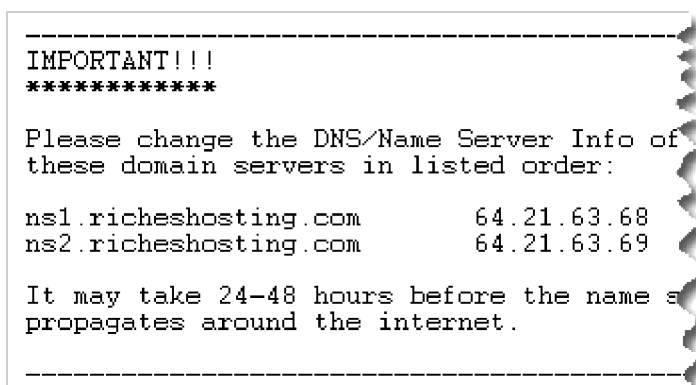 ------------------------------------------
IMPORTANT!!!
************
Please change the DNS/Name Server Info of
these domain servers in listed order:
ns1.richeshosting.com 64.21.63.68
ns2.richeshosting.com 64.21.63.69
It may take 24-48 hours before the name
propagates around the internet.
------------------------------------------